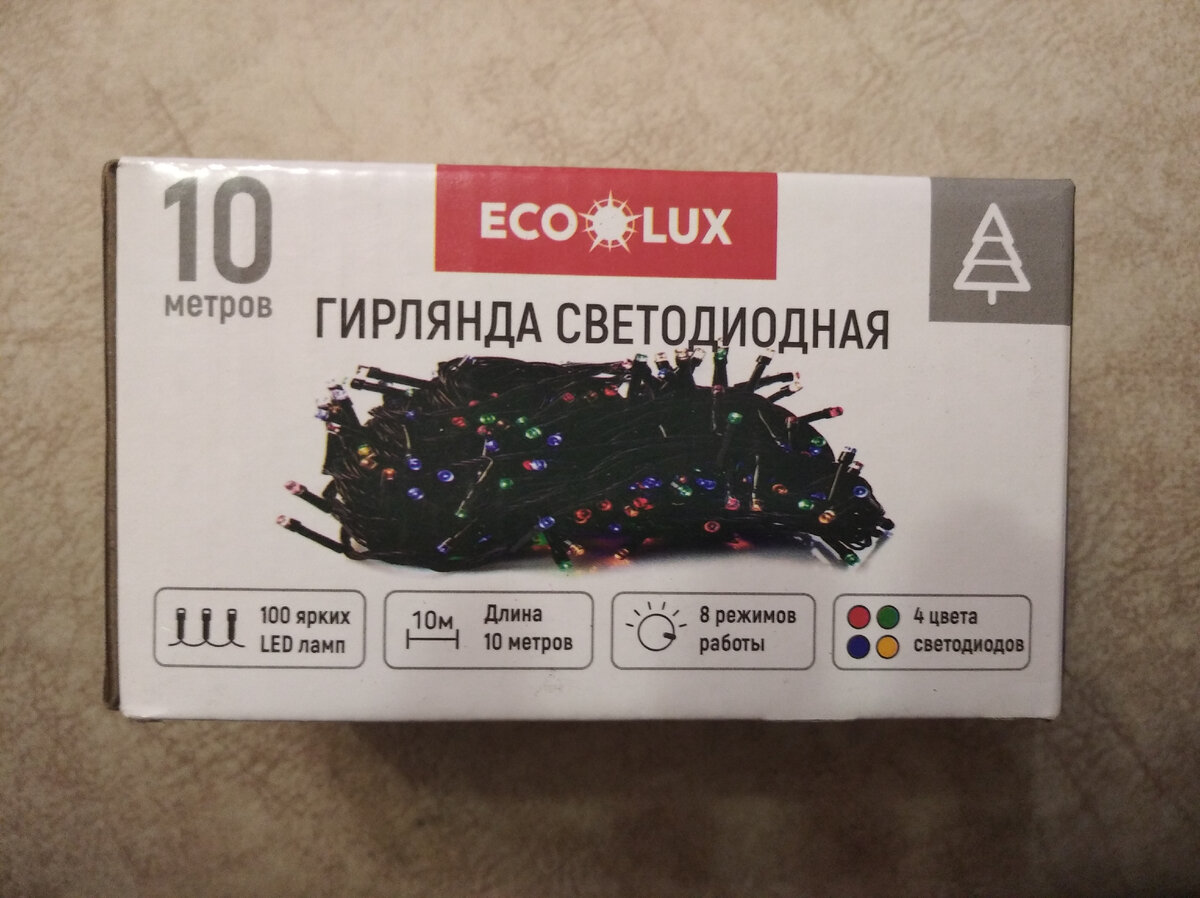 10
метров
ECO LUX
ГИРЛЯНДА СВЕТОДИОДНАЯ
100 ярких
LED ламп
10м
Длина
10 метров
8 режимов
работы
4 цвета
светодиодов